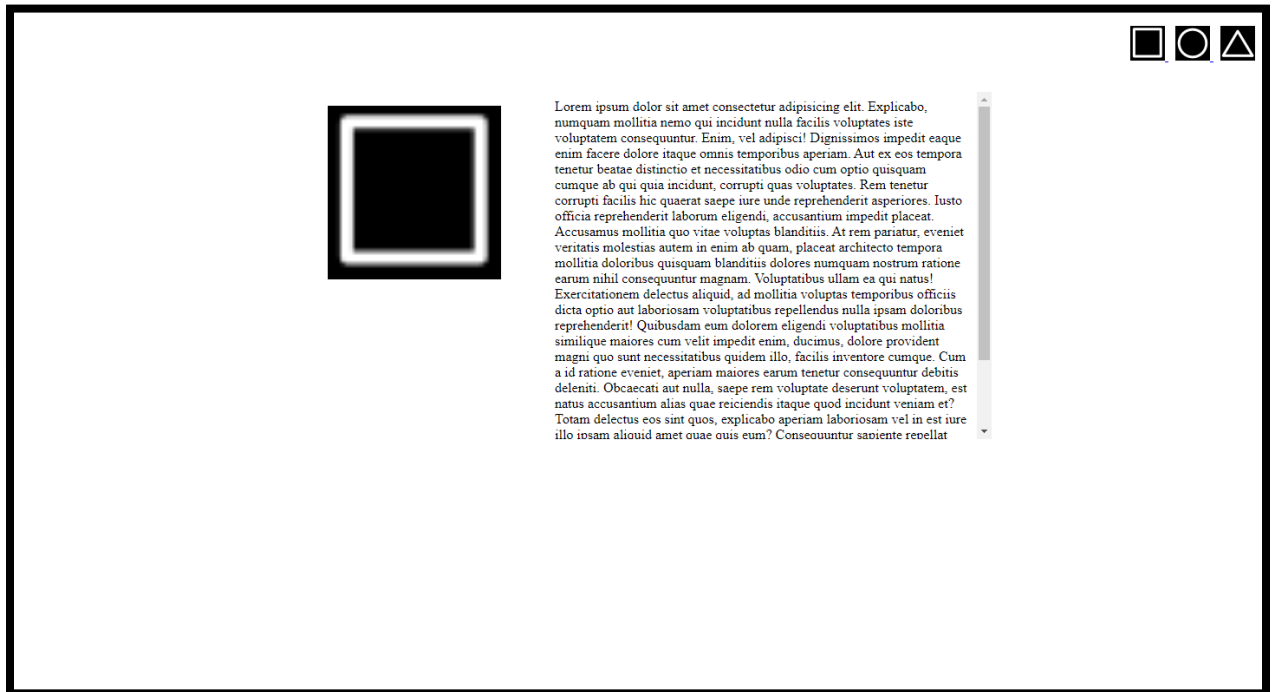 Lorem ipsum dolor sit amet consectetur adipisicing elit. Explicabo,
numquam mollitia nemo qui incidunt nulla facilis voluptates iste
voluptatem consequuntur. Enim, vel adipisci! Dignissimos impedit eaque
enim facere dolore itaque omnis temporibus aperiam. Aut ex eos tempora
tenetur beatae distinctio et necessitatibus odio cum optio quisquam
cumque ab qui quia incidunt, corrupti quas voluptates. Rem tenetur
corrupti facilis hic quaerat saepe iure unde reprehenderit asperiores. Iusto
officia reprehenderit laborum eligendi, accusantium impedit placeat.
Accusamus mollitia quo vitae voluptas blanditiis. At rem pariatur, eveniet
veritatis molestias autem in enim ab quam, placeat architecto tempora
mollitia doloribus quisquam blanditiis dolores numquam nostrum ratione
earum nihil consequuntur magnam. Voluptatibus ullam ea qui natus!
Exercitationem delectus aliquid, ad mollitia voluptas temporibus officiis
dicta optio aut laboriosam voluptatibus repellendus nulla ipsam doloribus
reprehenderit! Quibusdam eum dolorem eligendi voluptatibus mollitia
similique maiores cum velit impedit enim, ducimus, dolore provident
magni quo sunt necessitatibus quidem illo, facilis inventore cumque. Cum
a id ratione eveniet, aperiam maiores earum tenetur consequuntur debitis
deleniti. Obcaecati aut nulla, saepe rem voluptate deserunt voluptatem, est
natus accusantium alias quae reiciendis itaque quod incidunt veniam et?
Totam delectus eos sint quos, explicabo aperiam laboriosam vel in est iure
illo ipsam aliquid amet quae quis eum? Consequuntur sapiente repellat